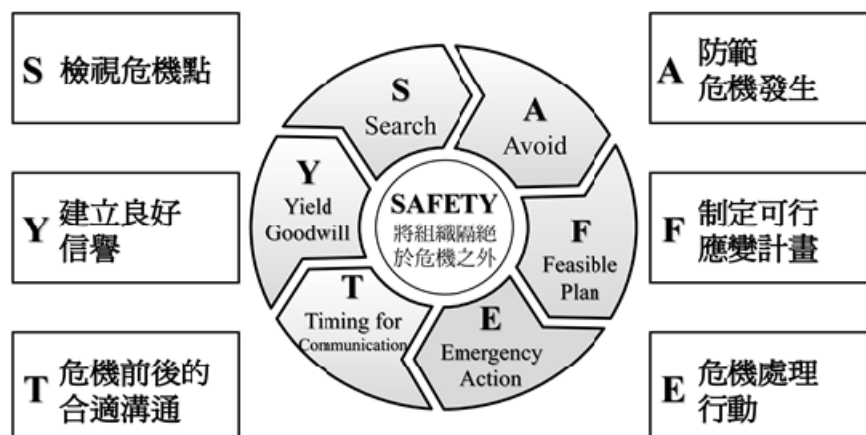 S 檢視危機點
A 防範
危機發生
S
Search
A
Avoid
Y 建立良好
信譽
Y
Yield
Goodwill
SAFETY
將組織隔絕
於危機之外
F
Feasible
Plan
F 制定可行
應變計畫
T
Timing for
Communication
E
Emergency
Action
T 危機前後的
合適溝通
E 危機處理
行動